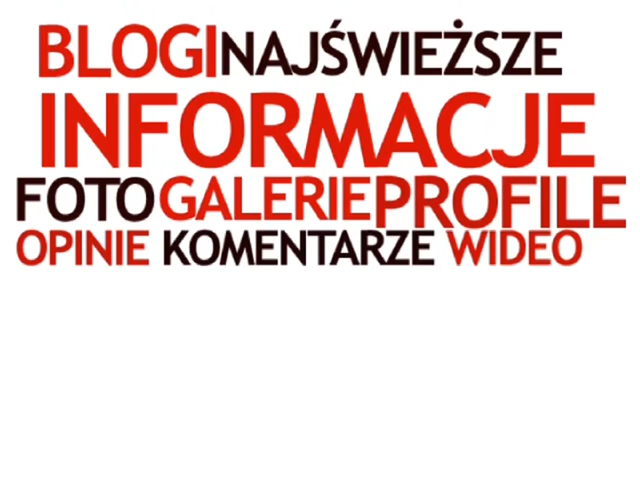 BLOGI NAJŚWIEŻSZE
INFORMACJE
FOTO GALERIE PROFILE
OPINIE KOMENTARZE WIDEO